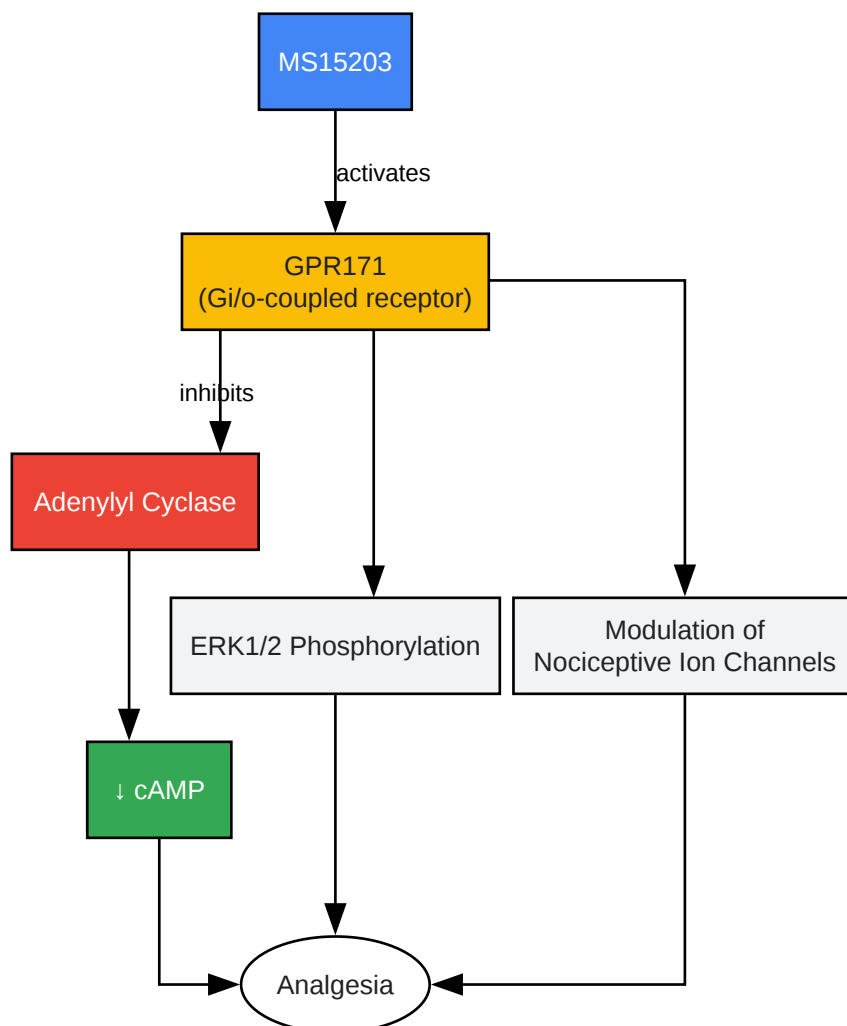 MS15203
activates
GPR171
(Gi/o-coupled receptor)
inhibits
Adenylyl Cyclase
ERK1/2 Phosphorylation
Modulation of
Nociceptive Ion Channels
↓ cAMP
Analgesia